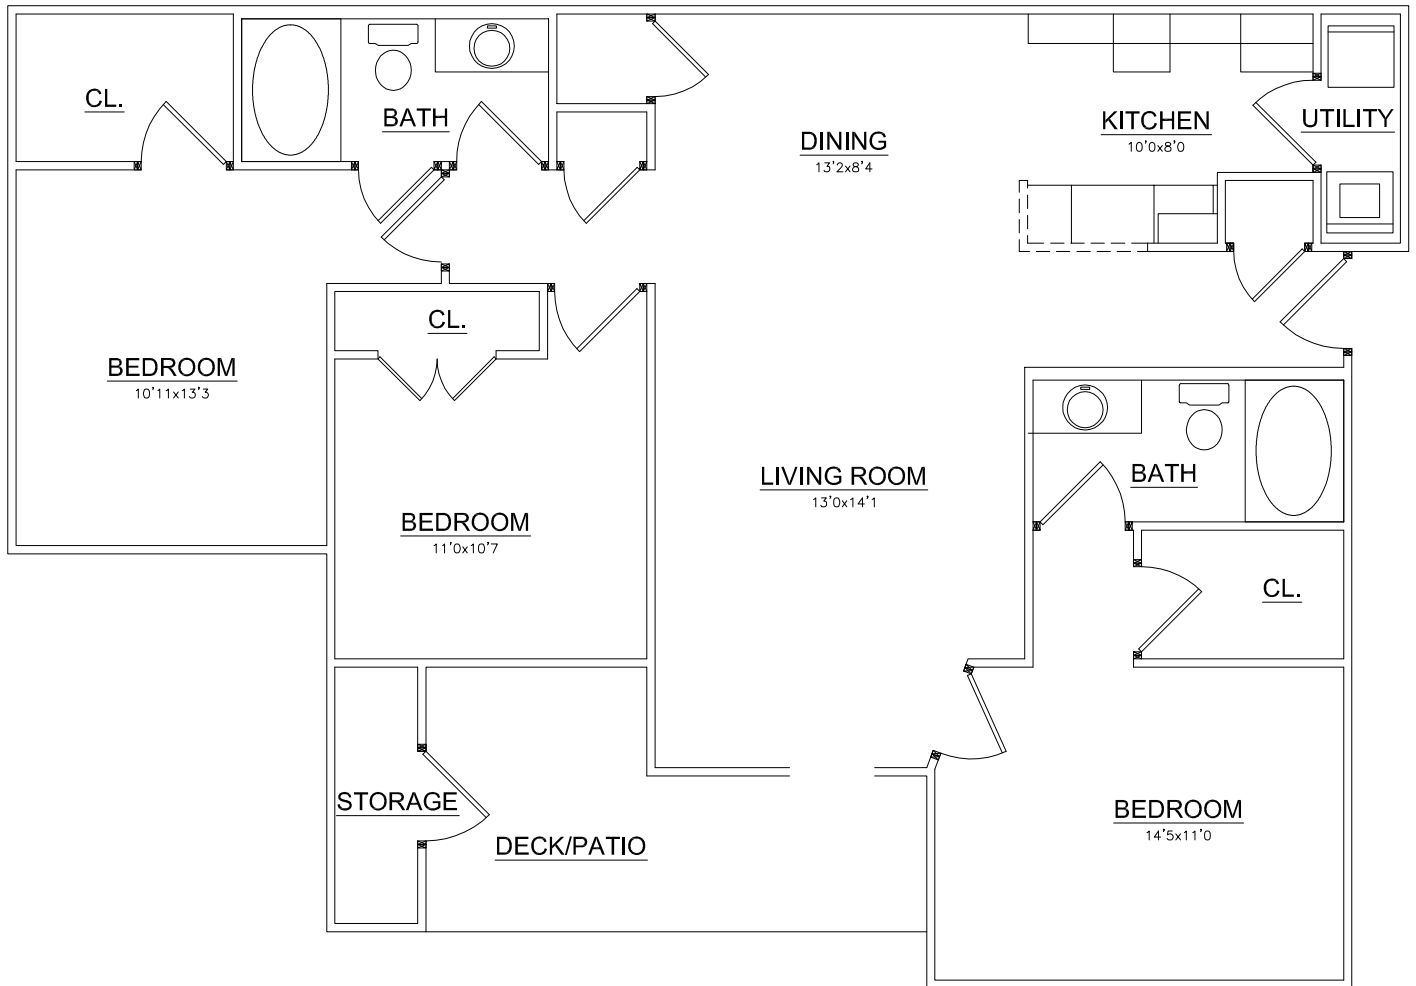 CL.
BATH
DINING
13'2x8'4
KITCHEN
10'0x8'0
UTILITY
CL.
BEDROOM
10'11x13'3
LIVING ROOM
13'0x14'1
BATH
BEDROOM
11'0x10'7
CL.
STORAGE
DECK/PATIO
BEDROOM
14'5x11'0